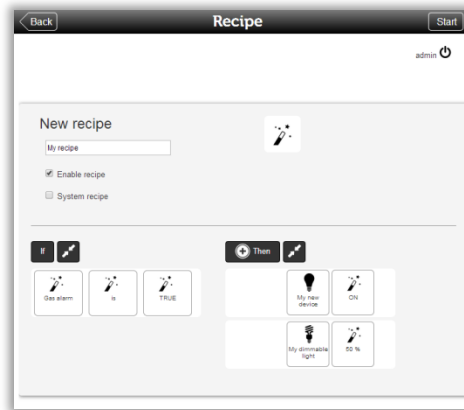 Back Recipe Start
admin
New recipe
My recipe
Enable recipe
System recipe
If Then
Gas alarm is TRUE
My new device ON
My dimmable light 50 %